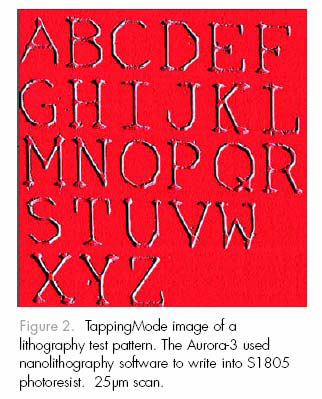 ABCDEF
GHIJKL
MNOPQR
STUVW
XYZ
Figure 2. TappingMode image of a
lithography test pattern. The Aurora-3 used
nanolithography software to write into S1805
photoresist. 25µm scan.